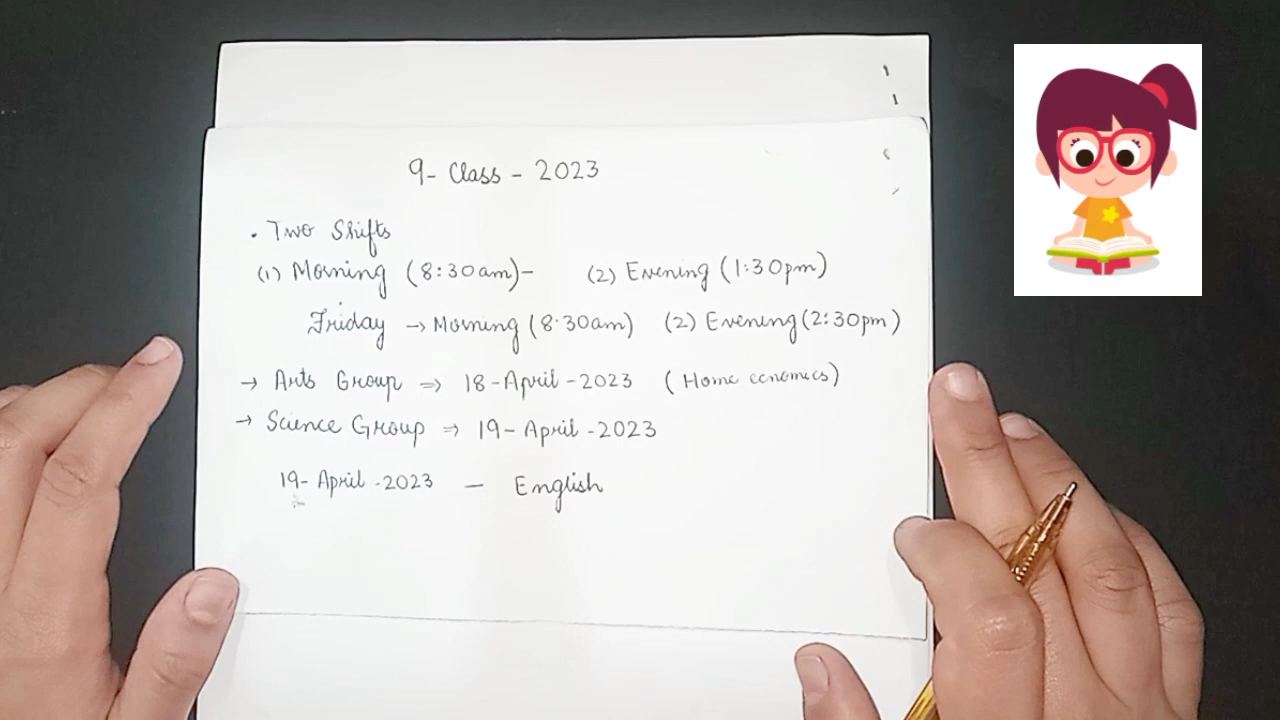 9- Class - 2023
. Two Shifts
(1) Morning (8:30am)- (2) Evening (1:30pm)
Friday → Morning (8:30am) (2) Evening (2:30pm)
→ Arts Group ⇒ 18-April-2023 (Home economics)
→ Science Group ⇒ 19-April-2023
19-April-2023 - English